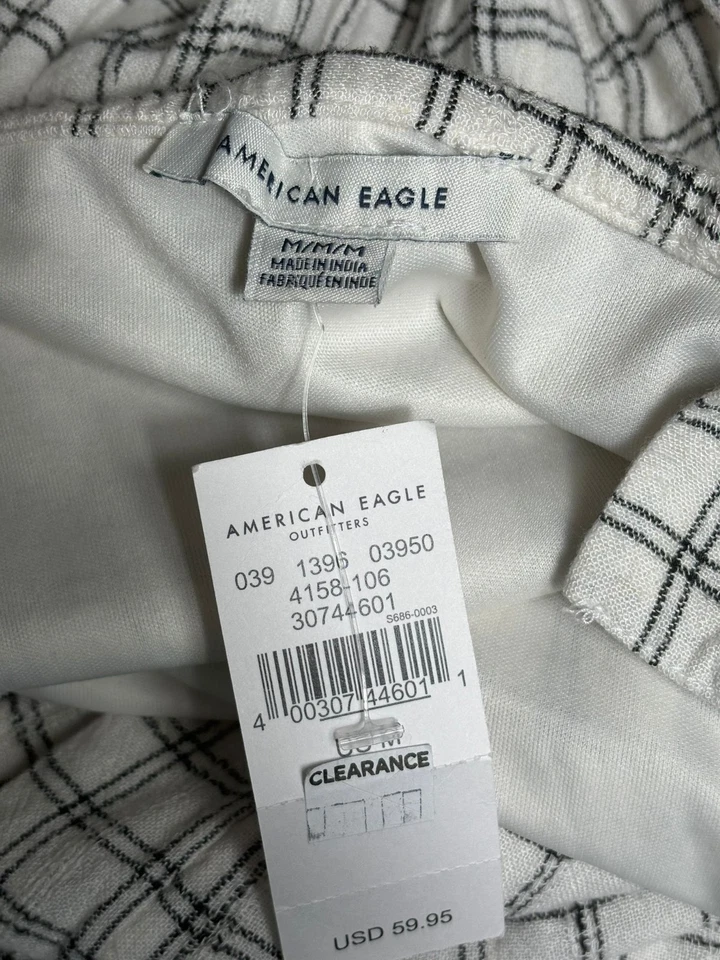 AMERICAN EAGLE
M/M/M
MADE IN INDIA
FABRIQUÉ EN INDE
AMERICAN EAGLE
OUTFITTERS
039 1396 03950
4158-106
30744601
S686-0003
4 00307 44601 1
US M
CLEARANCE
USD 59.95